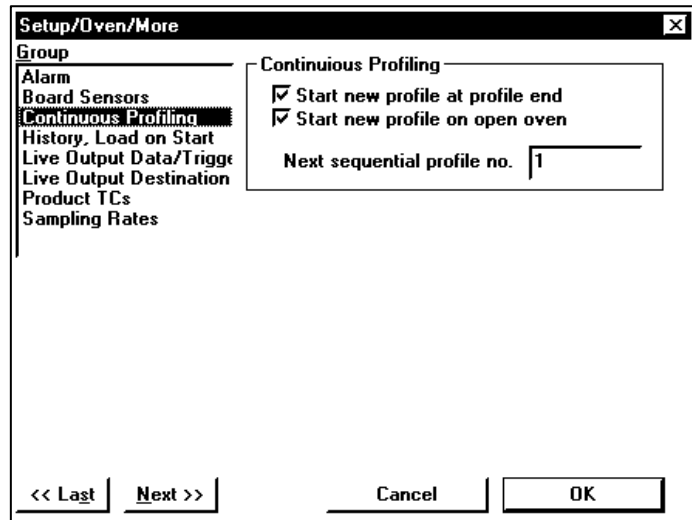 Setup/Oven/More
Group
Alarm
Board Sensors
Continuous Profiling
History, Load on Start
Live Output Data/Trigge
Live Output Destination
Product TCs
Sampling Rates
Continuious Profiling
Start new profile at profile end
Start new profile on open oven
Next sequential profile no. 1
<< Last Next >> Cancel OK